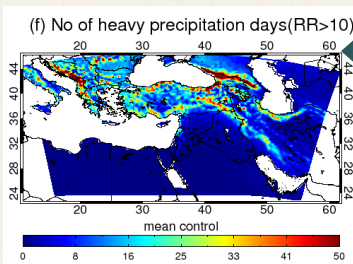 (f) No of heavy precipitation days(RR>10)
20 30 40 50 60
44 44
40 40
36 36
32 32
28 28
24 24
20 30 40 50 60
mean control
0 8 16 25 33 41 50